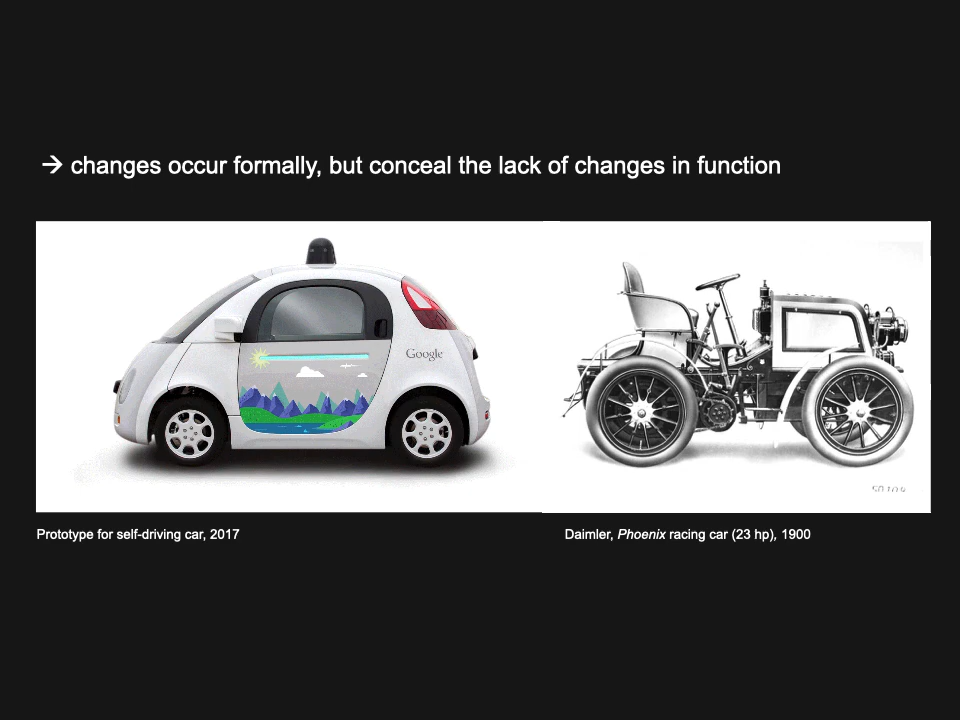 → changes occur formally, but conceal the lack of changes in function
Google
Prototype for self-driving car, 2017
Daimler, Phoenix racing car (23 hp), 1900